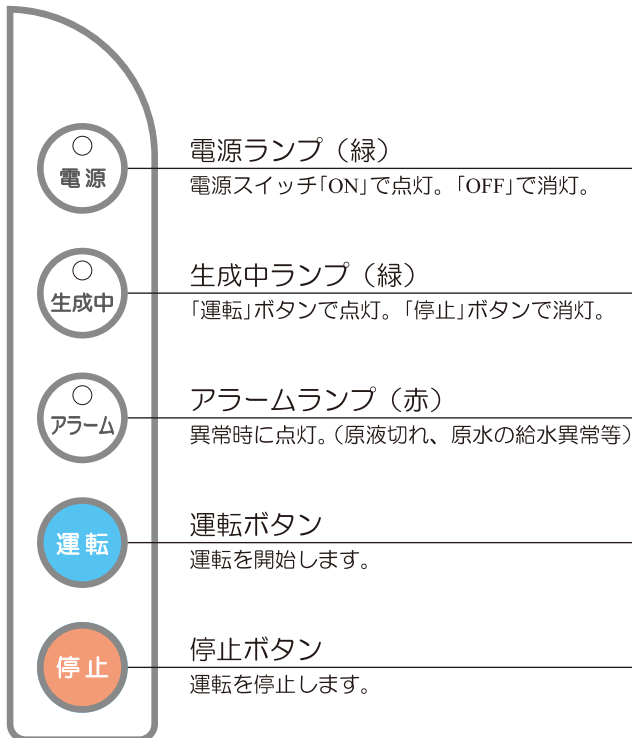 電源
電源ランプ（緑）
電源スイッチ「ON」で点灯。「OFF」で消灯。
生成中
生成中ランプ（緑）
「運転」ボタンで点灯。「停止」ボタンで消灯。
アラーム
アラームランプ（赤）
異常時に点灯。（原液切れ、原水の給水異常等）
運転
運転ボタン
運転を開始します。
停止
停止ボタン
運転を停止します。